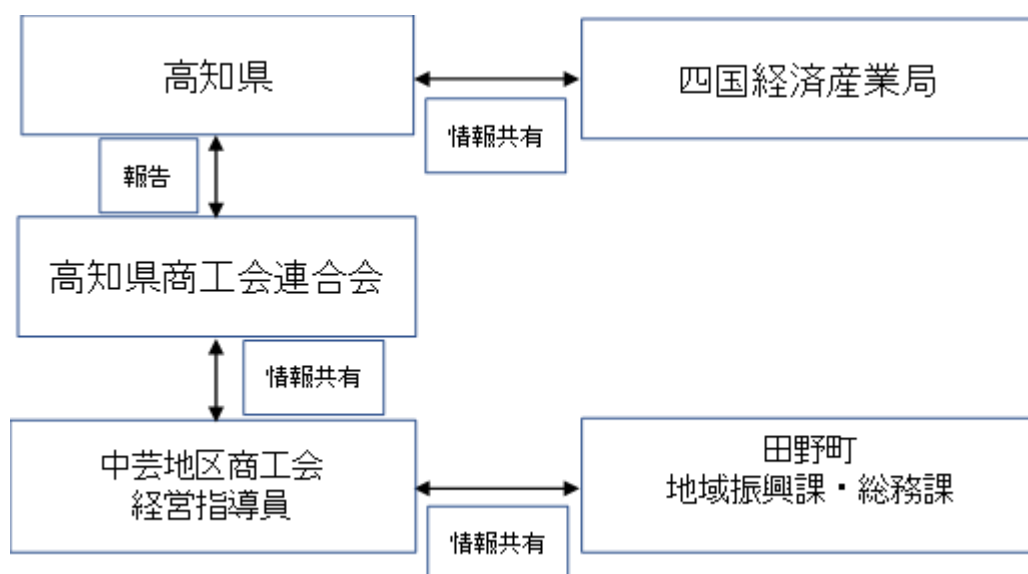 高知県
四国経済産業局
情報共有
報告
高知県商工会連合会
情報共有
中芸地区商工会
経営指導員
田野町
地域振興課・総務課
情報共有